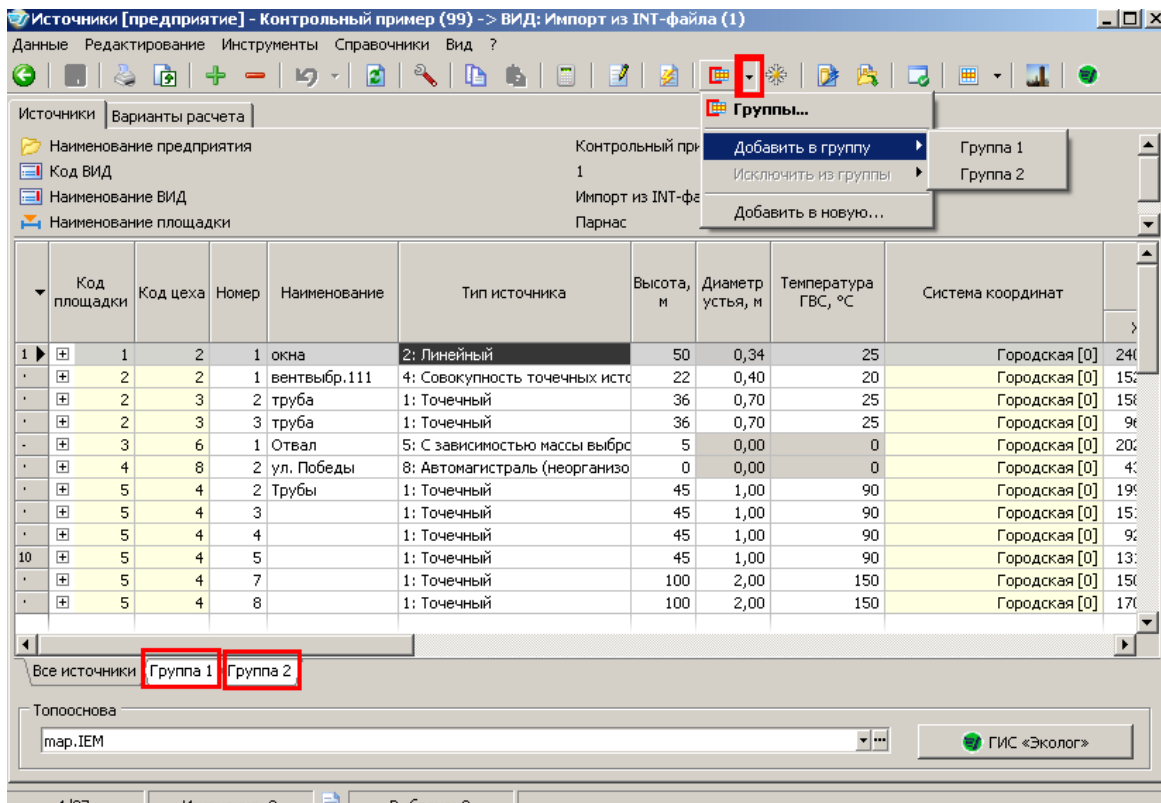 Источники [предприятие] - Контрольный пример (99) -> ВИД: Импорт из INT-файла (1)
Данные Редактирование Инструменты Справочники Вид ?
Группы...
Источники Варианты расчета
Добавить в группу
Группа 1
Исключить из группы
Группа 2
Добавить в новую...
Наименование предприятия Контрольный
Код ВИД 1
Наименование ВИД Импорт из INT-фа
Наименование площадки Парнас
Код площадки Код цеха Номер Наименование Тип источника Высота, м Диаметр устья, м Температура ГВС, °С Система координат
1 1 2 1 окна 2: Линейный 50 0,34 25 Городская [0]
2 2 1 вентвыбр.111 4: Совокупность точечных исто 22 0,40 20 Городская [0]
2 3 2 труба 1: Точечный 36 0,70 25 Городская [0]
2 3 3 труба 1: Точечный 36 0,70 25 Городская [0]
3 6 1 Отвал 5: С зависимостью массы выбро 5 0,00 0 Городская [0]
4 8 2 ул. Победы 8: Автомагистраль (неорганизо 0 0,00 0 Городская [0]
5 4 2 Трубы 1: Точечный 45 1,00 90 Городская [0]
5 4 3 1: Точечный 45 1,00 90 Городская [0]
5 4 4 1: Точечный 45 1,00 90 Городская [0]
10 5 4 5 1: Точечный 45 1,00 90 Городская [0]
5 4 7 1: Точечный 100 2,00 150 Городская [0]
5 4 8 1: Точечный 100 2,00 150 Городская [0]
Все источники Группа 1 Группа 2
Топооснова
map.IEM ГИС «Эколог»